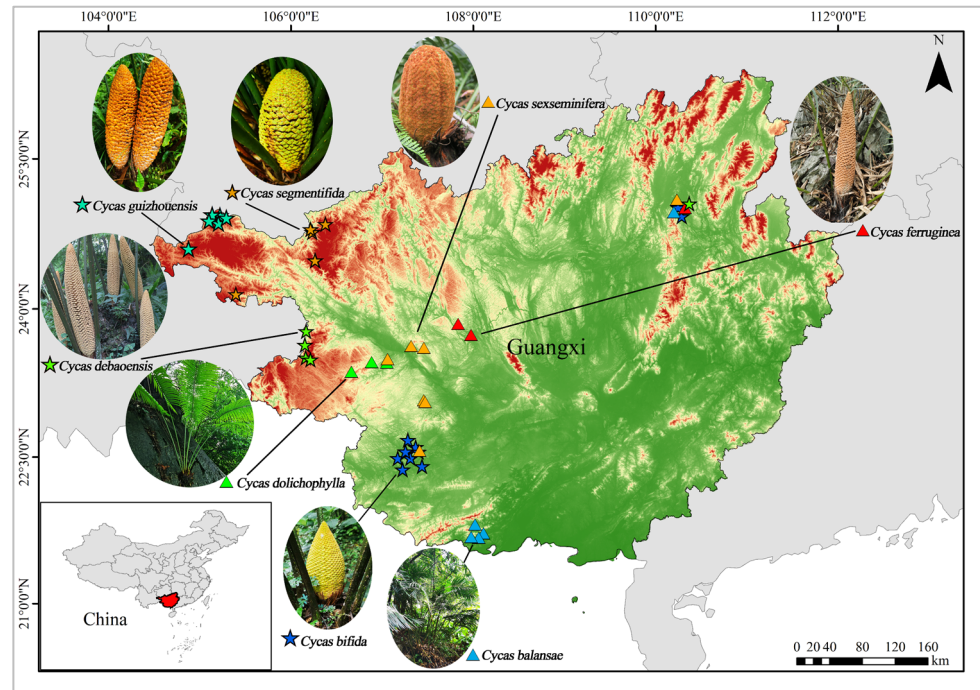 104°0'0"E 106°0'0"E 108°0'0"E 110°0'0"E 112°0'0"E
N
25°30'0"N
24°0'0"N
22°30'0"N
21°0'0"N
Cycas sexseminifera
Cycas segmentifida
Cycas guizhouensis
Cycas ferruginea
Guangxi
Cycas debaoensis
Cycas dolichophylla
China
Cycas bifida
Cycas balansae
0 20 40 80 120 160
km